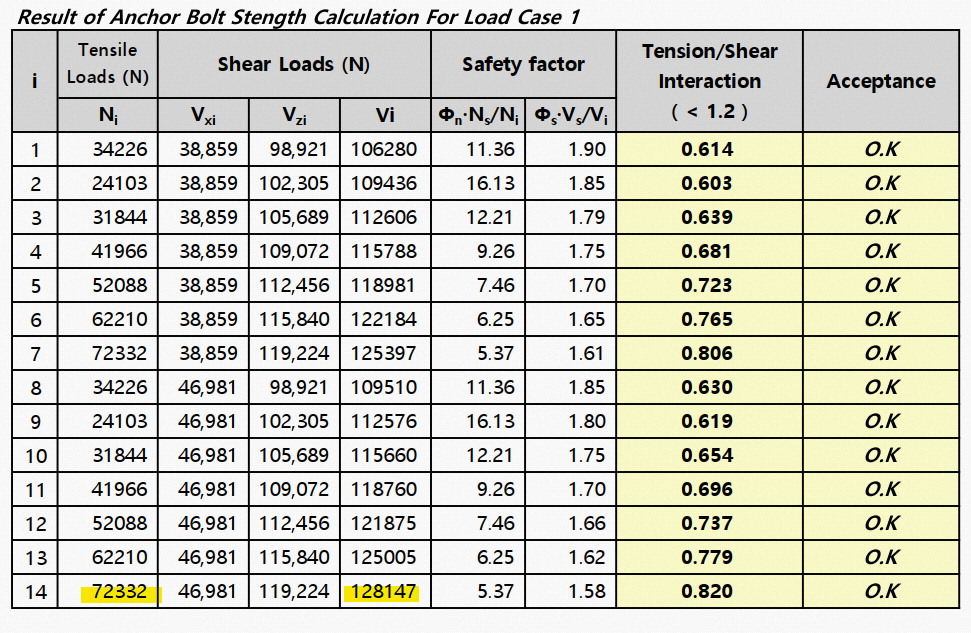 Result of Anchor Bolt Stength Calculation For Load Case 1
i Tensile Loads (N) Shear Loads (N) Safety factor Tension/Shear Interaction ( < 1.2 ) Acceptance
Ni Vxi Vzi Vi Φn·Ns/Ni Φs·Vs/Vi
1 34226 38,859 98,921 106280 11.36 1.90 0.614 O.K
2 24103 38,859 102,305 109436 16.13 1.85 0.603 O.K
3 31844 38,859 105,689 112606 12.21 1.79 0.639 O.K
4 41966 38,859 109,072 115788 9.26 1.75 0.681 O.K
5 52088 38,859 112,456 118981 7.46 1.70 0.723 O.K
6 62210 38,859 115,840 122184 6.25 1.65 0.765 O.K
7 72332 38,859 119,224 125397 5.37 1.61 0.806 O.K
8 34226 46,981 98,921 109510 11.36 1.85 0.630 O.K
9 24103 46,981 102,305 112576 16.13 1.80 0.619 O.K
10 31844 46,981 105,689 115660 12.21 1.75 0.654 O.K
11 41966 46,981 109,072 118760 9.26 1.70 0.696 O.K
12 52088 46,981 112,456 121875 7.46 1.66 0.737 O.K
13 62210 46,981 115,840 125005 6.25 1.62 0.779 O.K
14 72332 46,981 119,224 128147 5.37 1.58 0.820 O.K